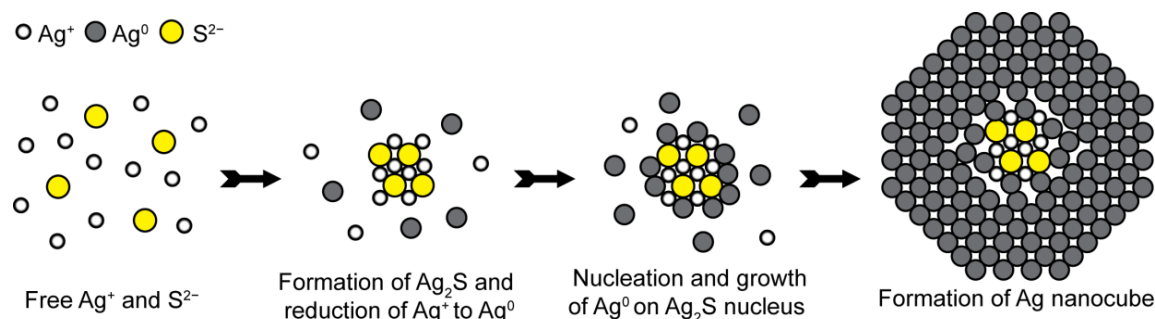 Ag⁺ Ag⁰ S²⁻
Free Ag⁺ and S²⁻
Formation of Ag₂S and
reduction of Ag⁺ to Ag⁰
Nucleation and growth
of Ag⁰ on Ag₂S nucleus
Formation of Ag nanocube